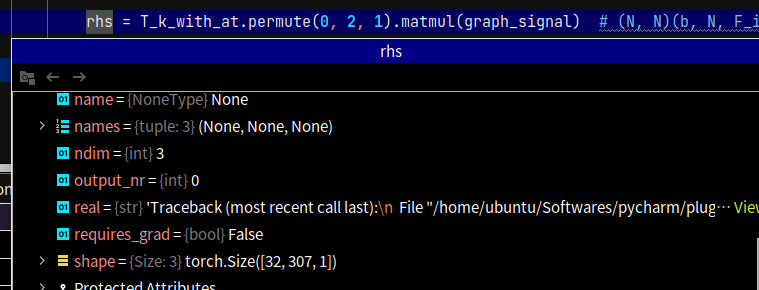 rhs = T_k_with_at.permute(0, 2, 1).matmul(graph_signal)  # (N, N)(b, N, F_i
rhs
name = {NoneType} None
names = {tuple: 3} (None, None, None)
ndim = {int} 3
output_nr = {int} 0
real = {str} 'Traceback (most recent call last):\n  File "/home/ubuntu/Softwares/pycharm/plug… View
requires_grad = {bool} False
shape = {Size: 3} torch.Size([32, 307, 1])
Protected Attributes